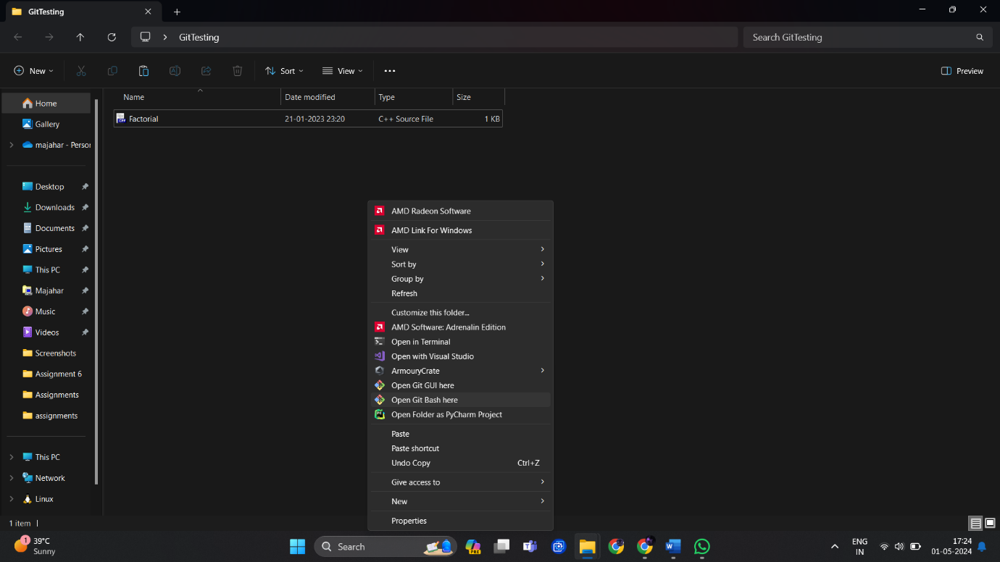 GitTesting
GitTesting
Search GitTesting
New
Sort
View
Preview
Name
Date modified
Type
Size
Factorial
21-01-2023 23:20
C++ Source File
1 KB
Home
Gallery
majahar - Persor
Desktop
Downloads
Documents
Pictures
This PC
Majahar
Music
Videos
Screenshots
Assignment 6
Assignments
assignments
This PC
Network
Linux
AMD Radeon Software
AMD Link For Windows
View
Sort by
Group by
Refresh
Customize this folder...
AMD Software: Adrenalin Edition
Open in Terminal
Open with Visual Studio
ArmouryCrate
Open Git GUI here
Open Git Bash here
Open Folder as PyCharm Project
Paste
Paste shortcut
Undo Copy Ctrl+Z
Give access to
New
Properties
1 item
1
39°C
Sunny
Search
PRE
ENG
IN
17:24
01-05-2024